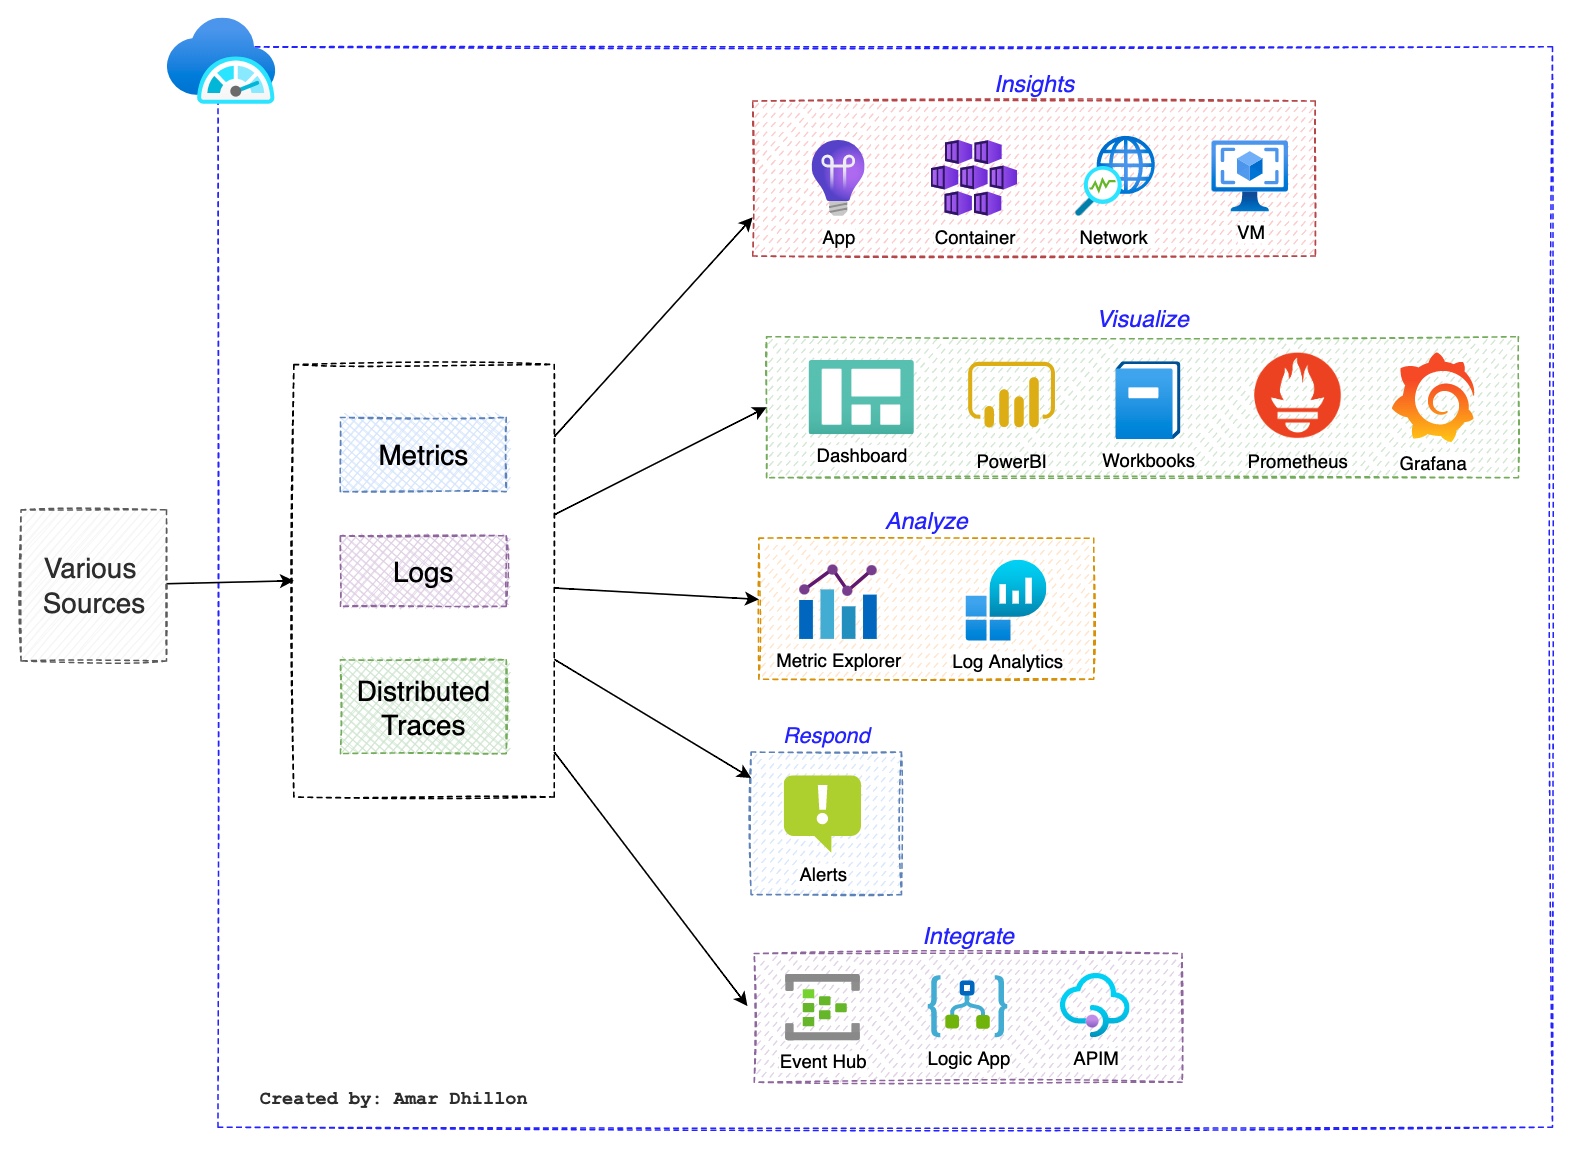 Insights
App
Container
Network
VM
Visualize
Dashboard
PowerBI
Workbooks
Prometheus
Grafana
Metrics
Logs
Distributed
Traces
Various
Sources
Analyze
Metric Explorer
Log Analytics
Respond
Alerts
Integrate
Event Hub
Logic App
APIM
Created by: Amar Dhillon